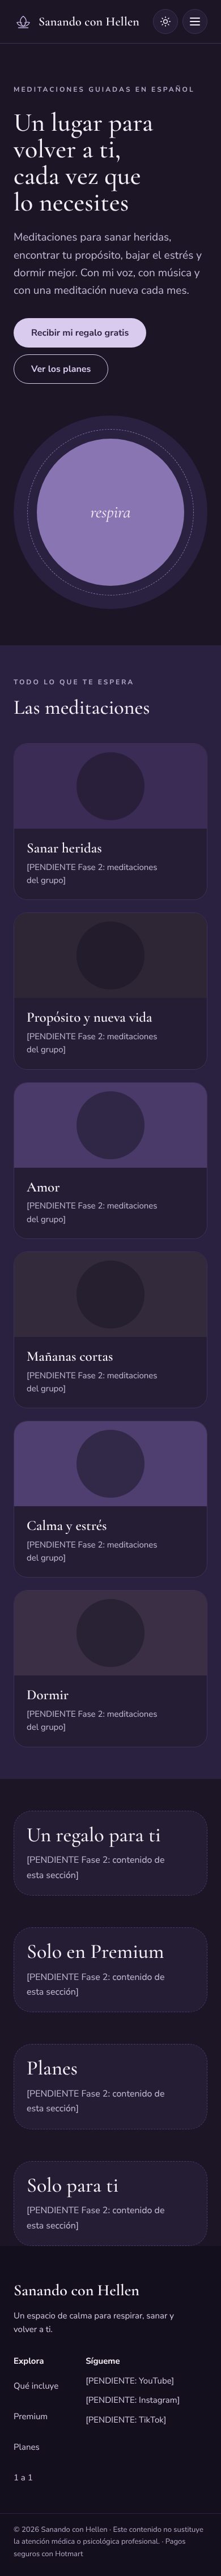 Sanando con Hellen
MEDITACIONES GUIADAS EN ESPAÑOL
Un lugar para
volver a ti,
cada vez que
lo necesites
Meditaciones para sanar heridas,
encontrar tu propósito, bajar el estrés y
dormir mejor. Con mi voz, con música y
con una meditación nueva cada mes.
Recibir mi regalo gratis
Ver los planes
respira
TODO LO QUE TE ESPERA
Las meditaciones
Sanar heridas
[PENDIENTE Fase 2: meditaciones
del grupo]
Propósito y nueva vida
[PENDIENTE Fase 2: meditaciones
del grupo]
Amor
[PENDIENTE Fase 2: meditaciones
del grupo]
Mañanas cortas
[PENDIENTE Fase 2: meditaciones
del grupo]
Calma y estrés
[PENDIENTE Fase 2: meditaciones
del grupo]
Dormir
[PENDIENTE Fase 2: meditaciones
del grupo]
Un regalo para ti
[PENDIENTE Fase 2: contenido de
esta sección]
Solo en Premium
[PENDIENTE Fase 2: contenido de
esta sección]
Planes
[PENDIENTE Fase 2: contenido de
esta sección]
Solo para ti
[PENDIENTE Fase 2: contenido de
esta sección]
Sanando con Hellen
Un espacio de calma para respirar, sanar y
volver a ti.
Explora
Qué incluye
Premium
Planes
1 a 1
Sígueme
[PENDIENTE: YouTube]
[PENDIENTE: Instagram]
[PENDIENTE: TikTok]
© 2026 Sanando con Hellen · Este contenido no sustituye
la atención médica o psicológica profesional. · Pagos
seguros con Hotmart